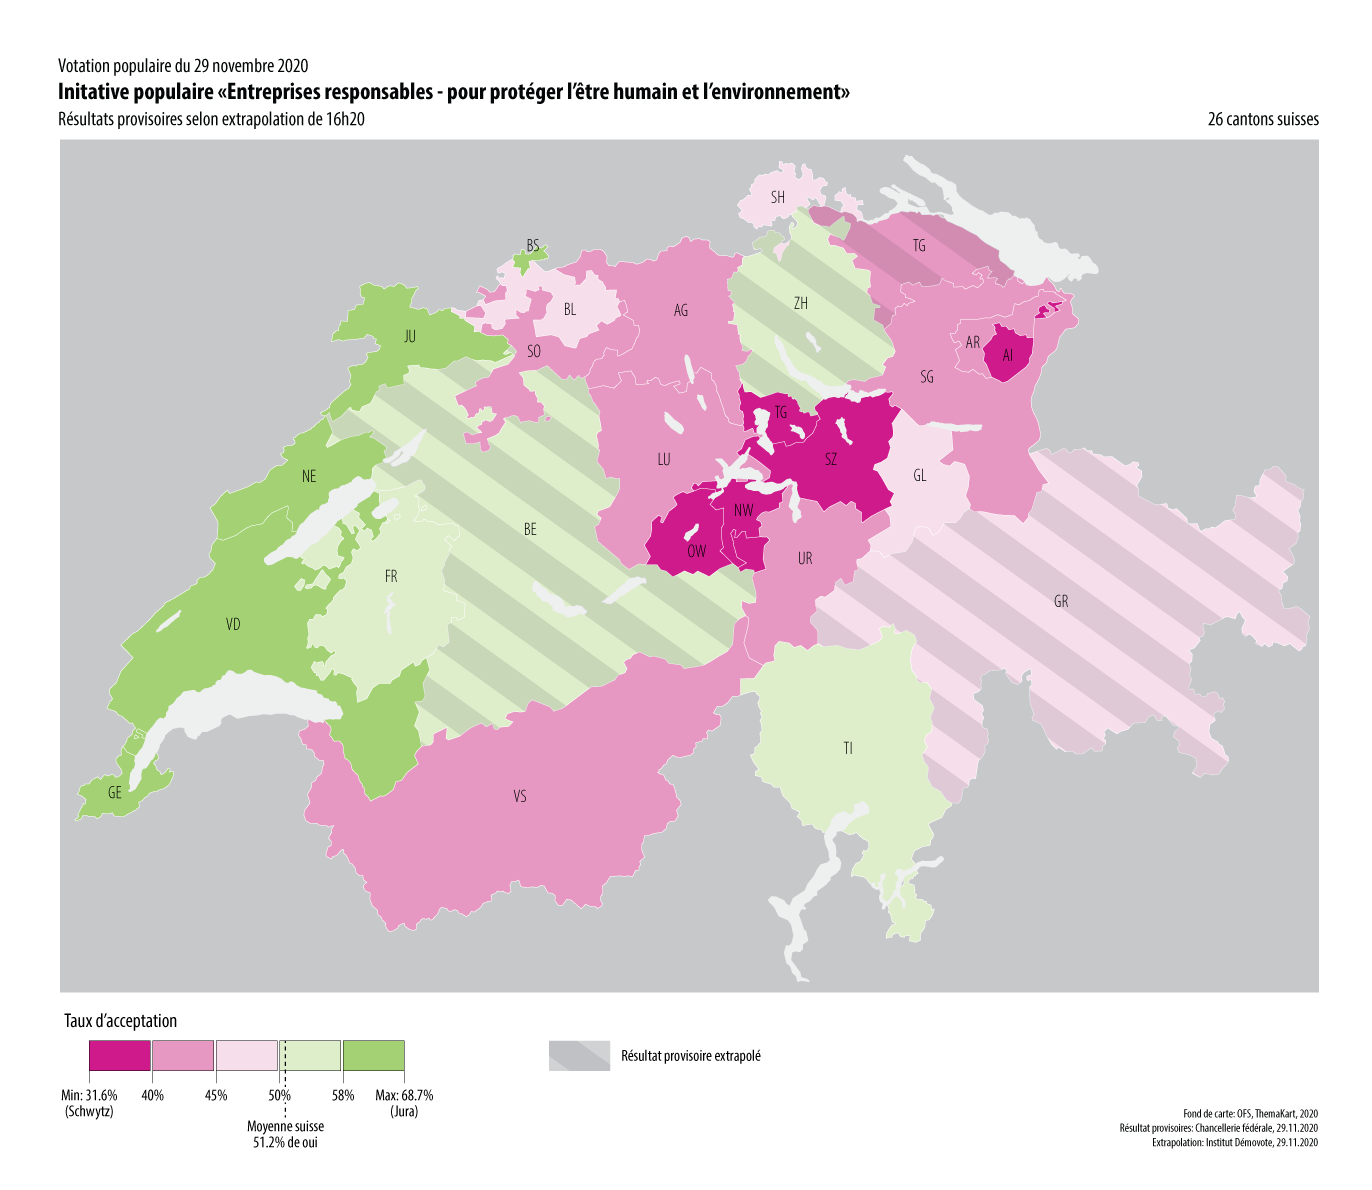 Votation populaire du 29 novembre 2020
Initative populaire «Entreprises responsables - pour protéger l'être humain et l'environnement»
Résultats provisoires selon extrapolation de 16h20
26 cantons suisses
SH
BS
TG
ZH
BL
AG
JU
SO
AR
AI
SG
TG
LU
SZ
NE
GL
NW
BE
OW
UR
FR
GR
VD
TI
GE
VS
Taux d'acceptation
Résultat provisoire extrapolé
Min: 31.6%
(Schwytz)
40%
45%
50%
58%
Max: 68.7%
(Jura)
Moyenne suisse
51.2% de oui
Fond de carte: OFS, ThemaKart, 2020
Résultat provisoires: Chancellerie fédérale, 29.11.2020
Extrapolation: Institut Démovote, 29.11.2020